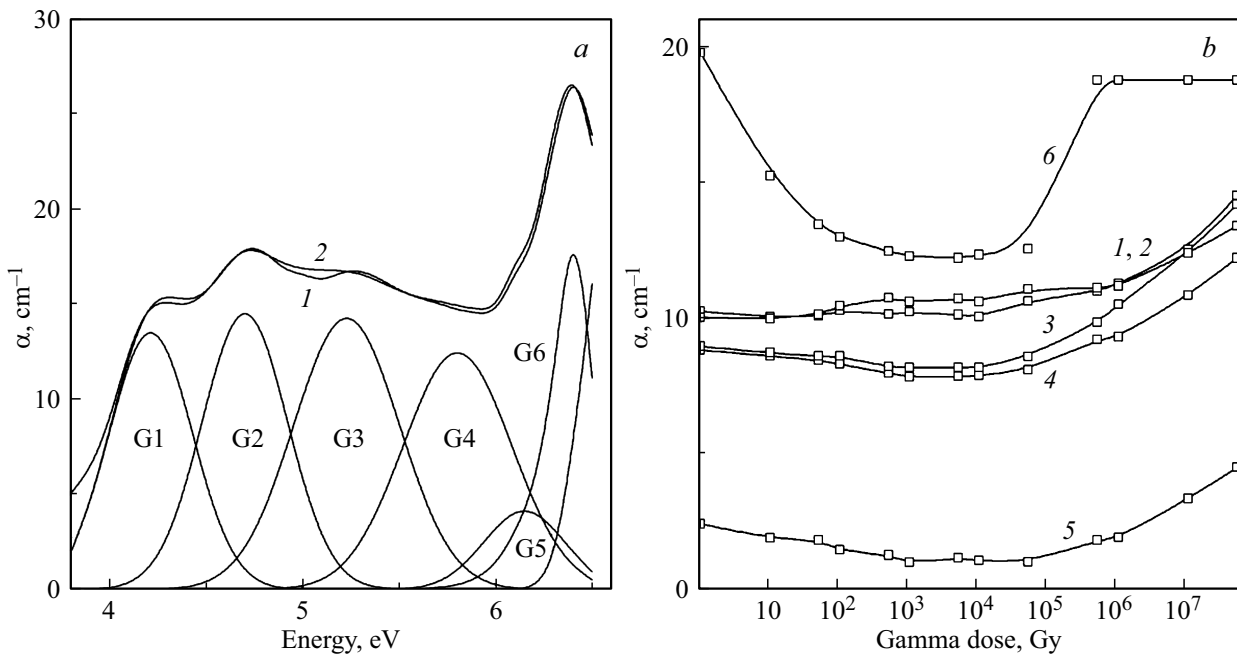 30
20
10
0
α, cm⁻¹
4
5
6
Energy, eV
a
2
1
G1
G2
G3
G4
G5
G6
20
10
0
α, cm⁻¹
10
10²
10³
10⁴
10⁵
10⁶
10⁷
Gamma dose, Gy
b
6
1, 2
3
4
5